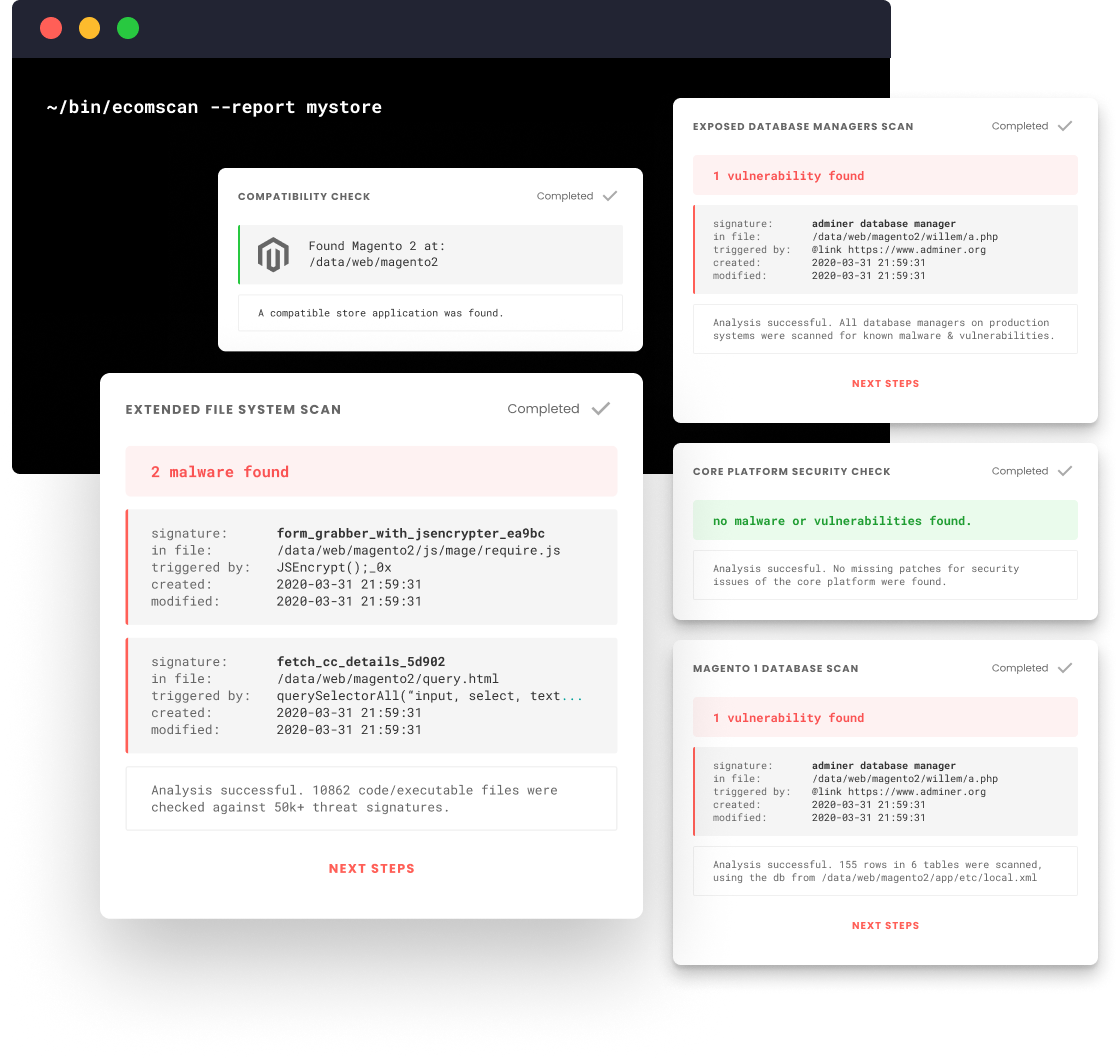 ~/bin/ecomscan --report mystore
COMPATIBILITY CHECK Completed
Found Magento 2 at:
/data/web/magento2
A compatible store application was found.
EXTENDED FILE SYSTEM SCAN Completed
2 malware found
signature: form_grabber_with_jsencrypter_ea9bc
in file: /data/web/magento2/js/mage/require.js
triggered by: JSEncrypt();_0x
created: 2020-03-31 21:59:31
modified: 2020-03-31 21:59:31
signature: fetch_cc_details_5d902
in file: /data/web/magento2/query.html
triggered by: querySelectorAll(“input, select, text...
created: 2020-03-31 21:59:31
modified: 2020-03-31 21:59:31
Analysis successful. 10862 code/executable files were
checked against 50k+ threat signatures.
NEXT STEPS
EXPOSED DATABASE MANAGERS SCAN Completed
1 vulnerability found
signature: adminer database manager
in file: /data/web/magento2/willem/a.php
triggered by: @link https://www.adminer.org
created: 2020-03-31 21:59:31
modified: 2020-03-31 21:59:31
Analysis successful. All database managers on production
systems were scanned for known malware & vulnerabilities.
NEXT STEPS
CORE PLATFORM SECURITY CHECK Completed
no malware or vulnerabilities found.
Analysis succesful. No missing patches for security
issues of the core platform were found.
MAGENTO 1 DATABASE SCAN Completed
1 vulnerability found
signature: adminer database manager
in file: /data/web/magento2/willem/a.php
triggered by: @link https://www.adminer.org
created: 2020-03-31 21:59:31
modified: 2020-03-31 21:59:31
Analysis successful. 155 rows in 6 tables were scanned,
using the db from /data/web/magento2/app/etc/local.xml
NEXT STEPS